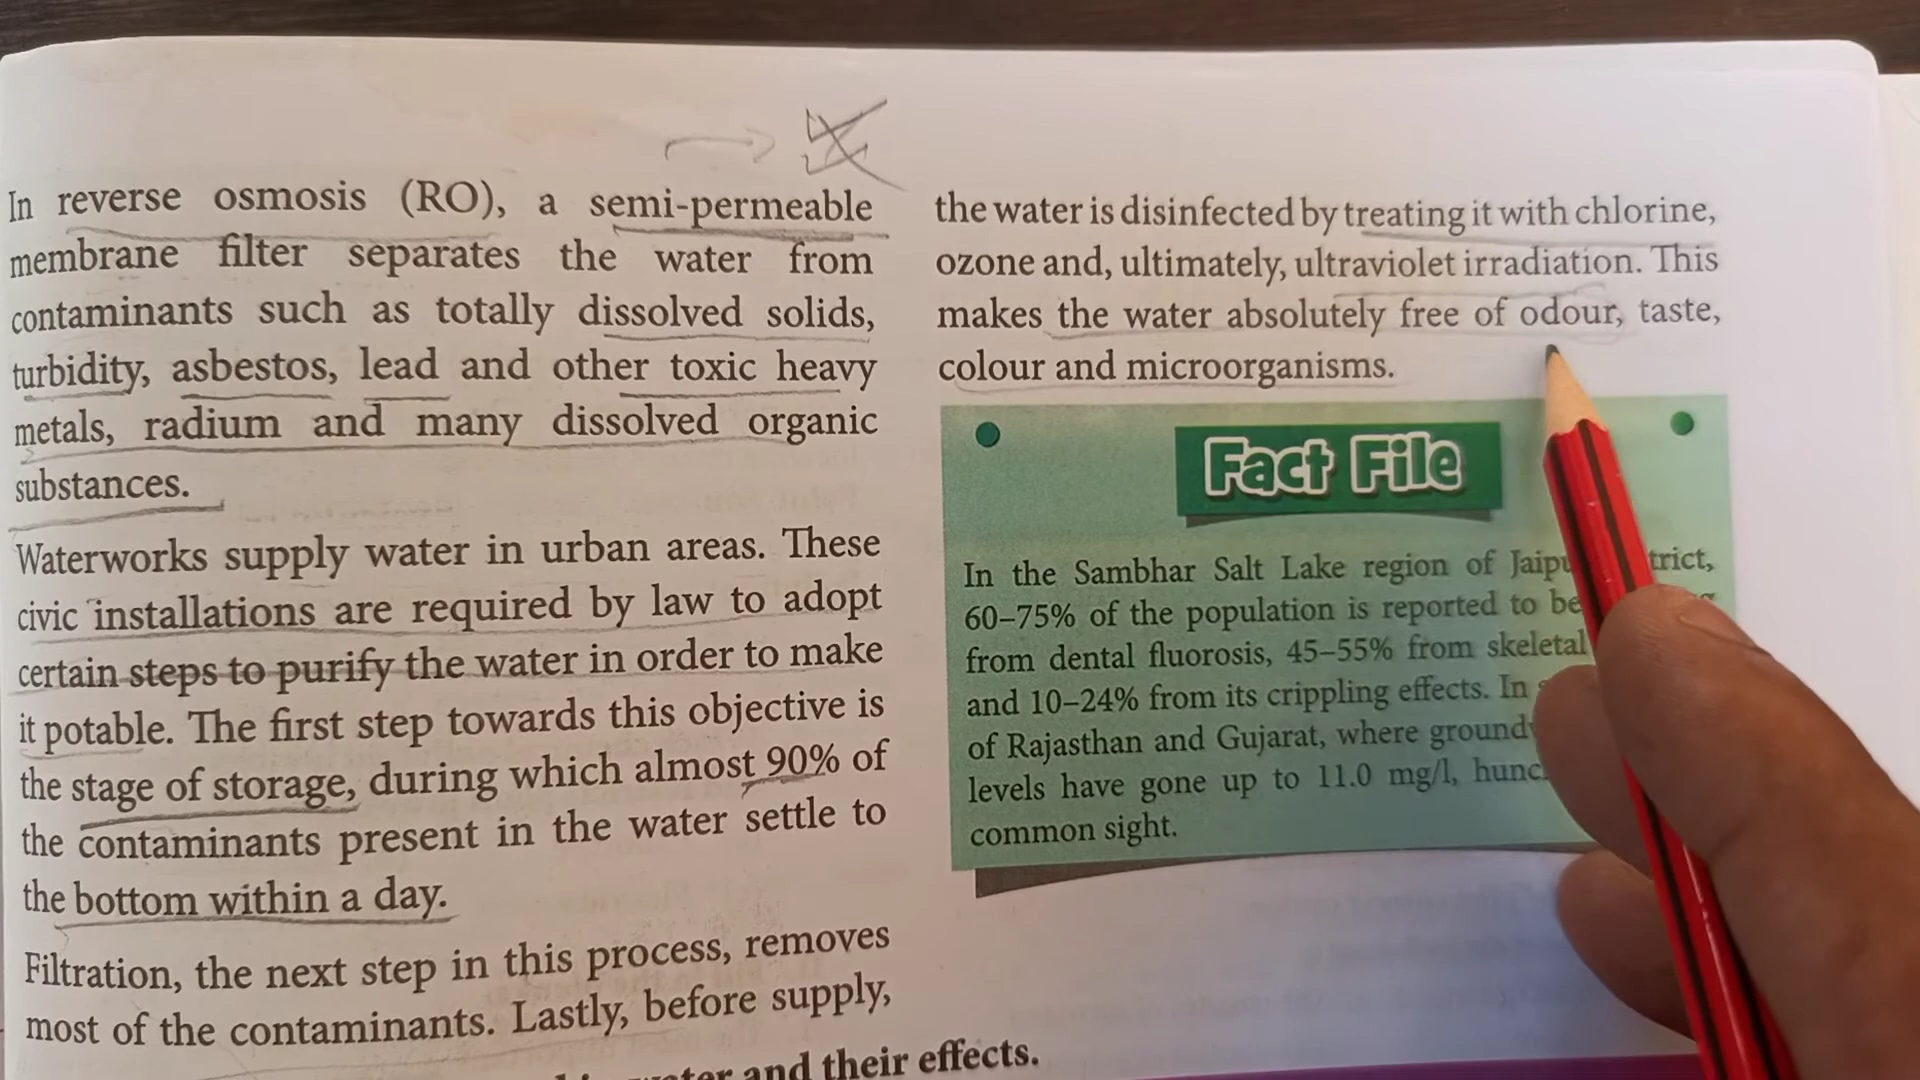 In reverse osmosis (RO), a semi-permeable
membrane filter separates the water from
contaminants such as totally dissolved solids,
turbidity, asbestos, lead and other toxic heavy
metals, radium and many dissolved organic
substances.
Waterworks supply water in urban areas. These
civic installations are required by law to adopt
certain steps to purify the water in order to make
it potable. The first step towards this objective is
the stage of storage, during which almost 90% of
the contaminants present in the water settle to
the bottom within a day.
Filtration, the next step in this process, removes
most of the contaminants. Lastly, before supply,
the water is disinfected by treating it with chlorine,
ozone and, ultimately, ultraviolet irradiation. This
makes the water absolutely free of odour, taste,
colour and microorganisms.
Fact File
In the Sambhar Salt Lake region of
60–75% of the population is reported to
from dental fluorosis, 45–55% from skeletal
and 10–24% from its crippling effects. In
of Rajasthan and Gujarat, where
levels have gone up to 11.0 mg/l,
common sight.
and their effects.